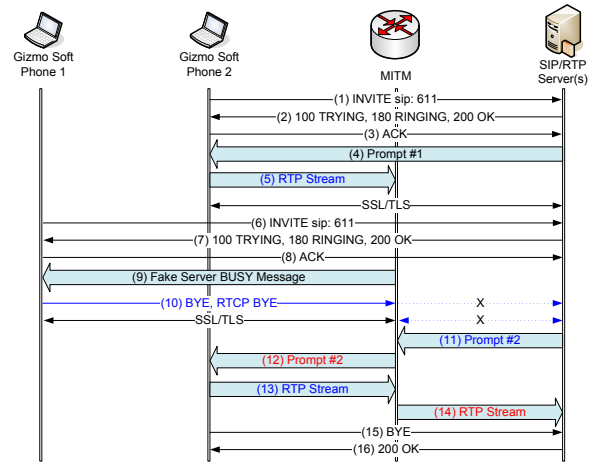 Gizmo Soft
Phone 1
Gizmo Soft
Phone 2
MITM
SIP/RTP
Server(s)
(1) INVITE sip: 611
(2) 100 TRYING, 180 RINGING, 200 OK
(3) ACK
(4) Prompt #1
(5) RTP Stream
SSL/TLS
(6) INVITE sip: 611
(7) 100 TRYING, 180 RINGING, 200 OK
(8) ACK
(9) Fake Server BUSY Message
(10) BYE, RTCP BYE
X
SSL/TLS
X
(11) Prompt #2
(12) Prompt #2
(13) RTP Stream
(14) RTP Stream
(15) BYE
(16) 200 OK